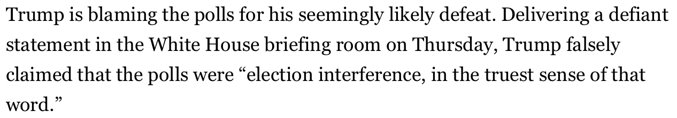 Trump is blaming the polls for his seemingly likely defeat. Delivering a defiant
statement in the White House briefing room on Thursday, Trump falsely
claimed that the polls were “election interference, in the truest sense of that
word.”